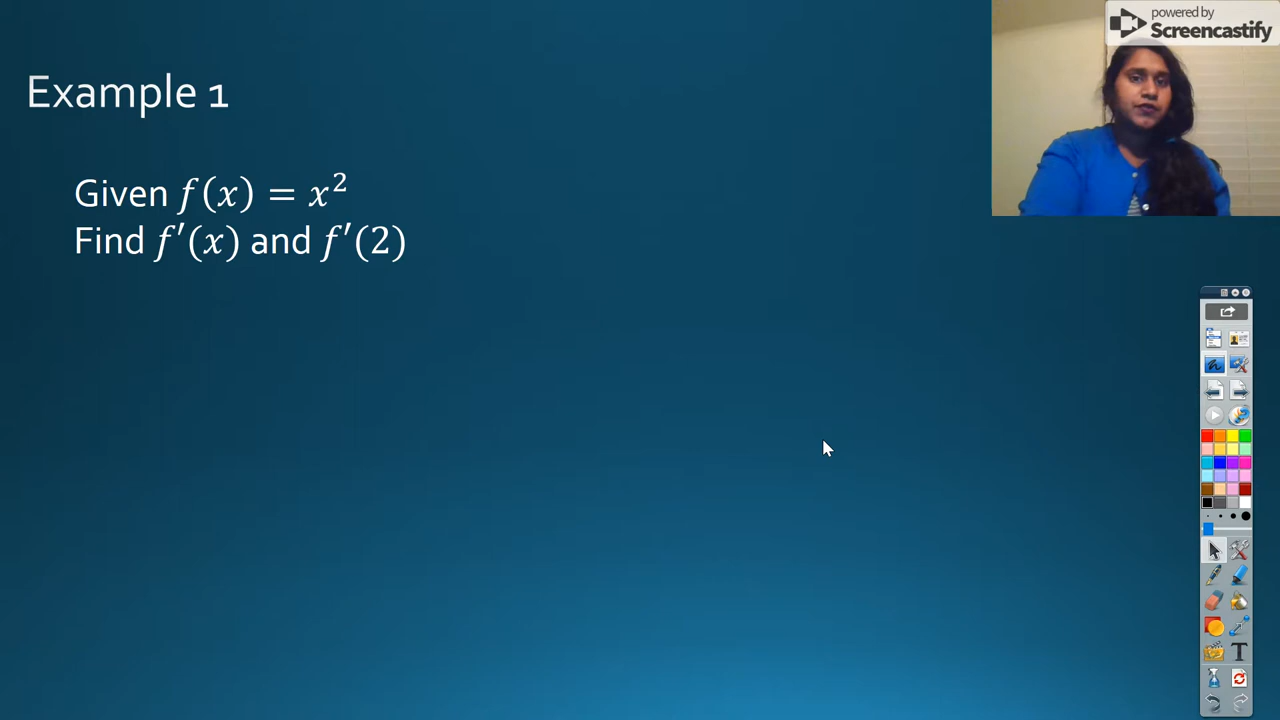 powered by
Screencastify
Example 1
Given f(x) = x²
Find f′(x) and f′(2)
T